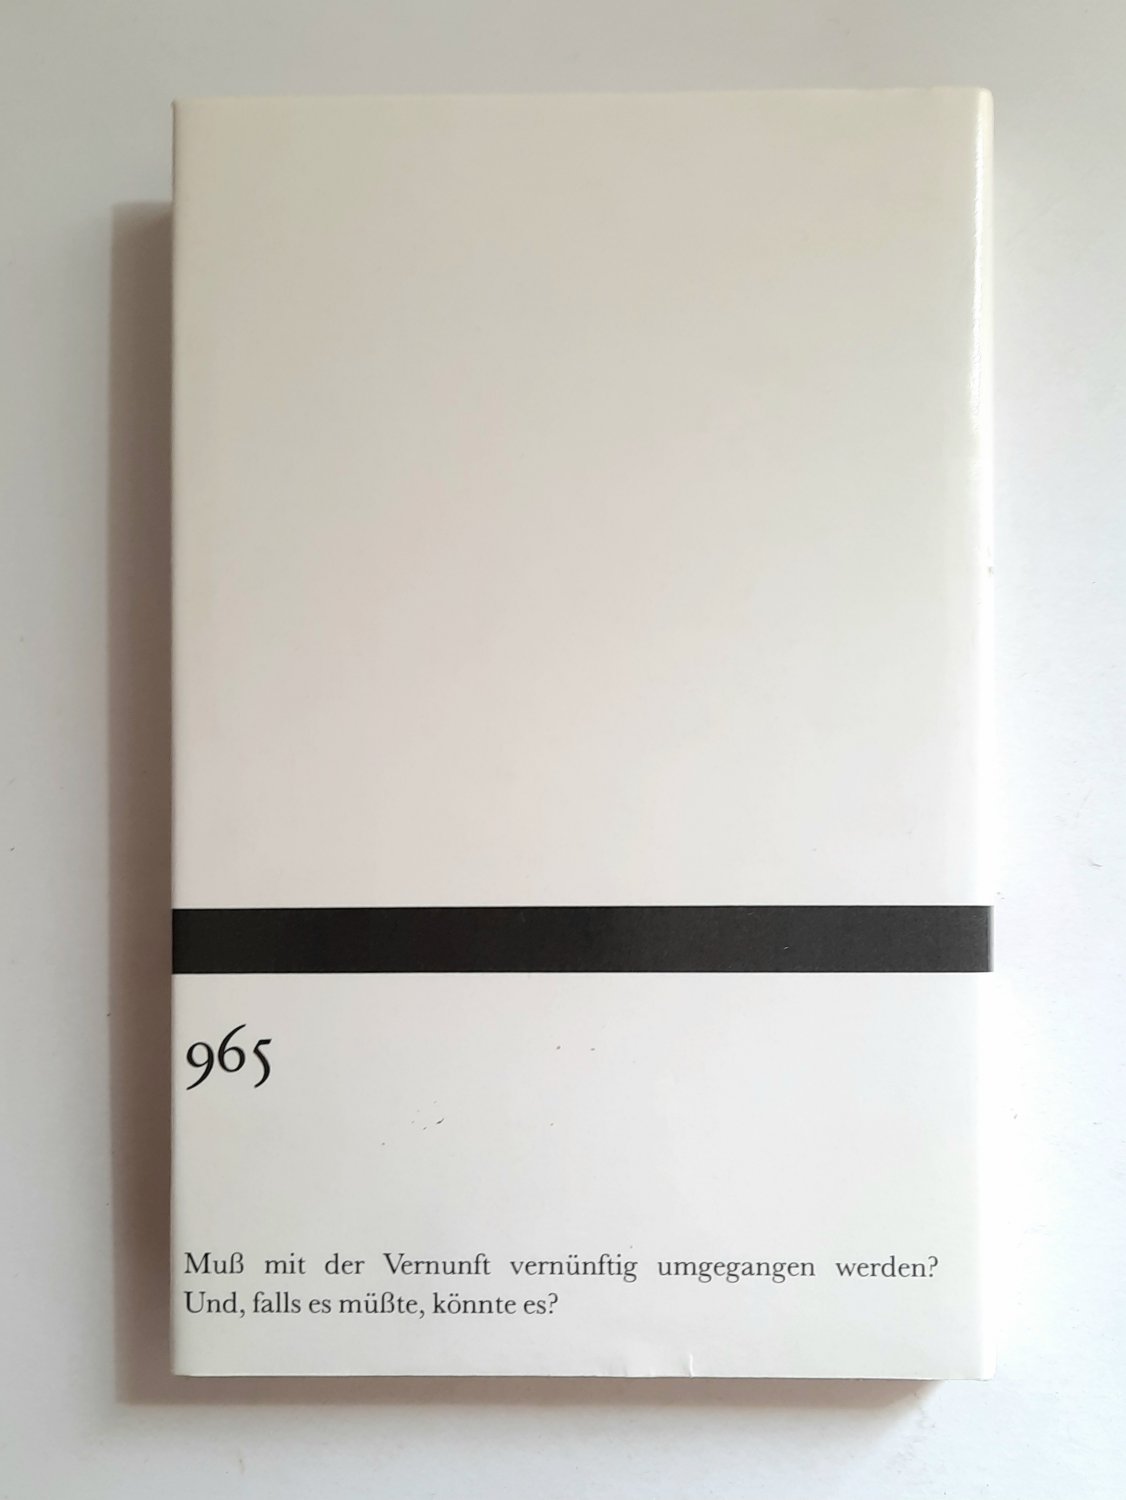 965
Muß mit der Vernunft vernünftig umgegangen werden?
Und, falls es müßte, könnte es?